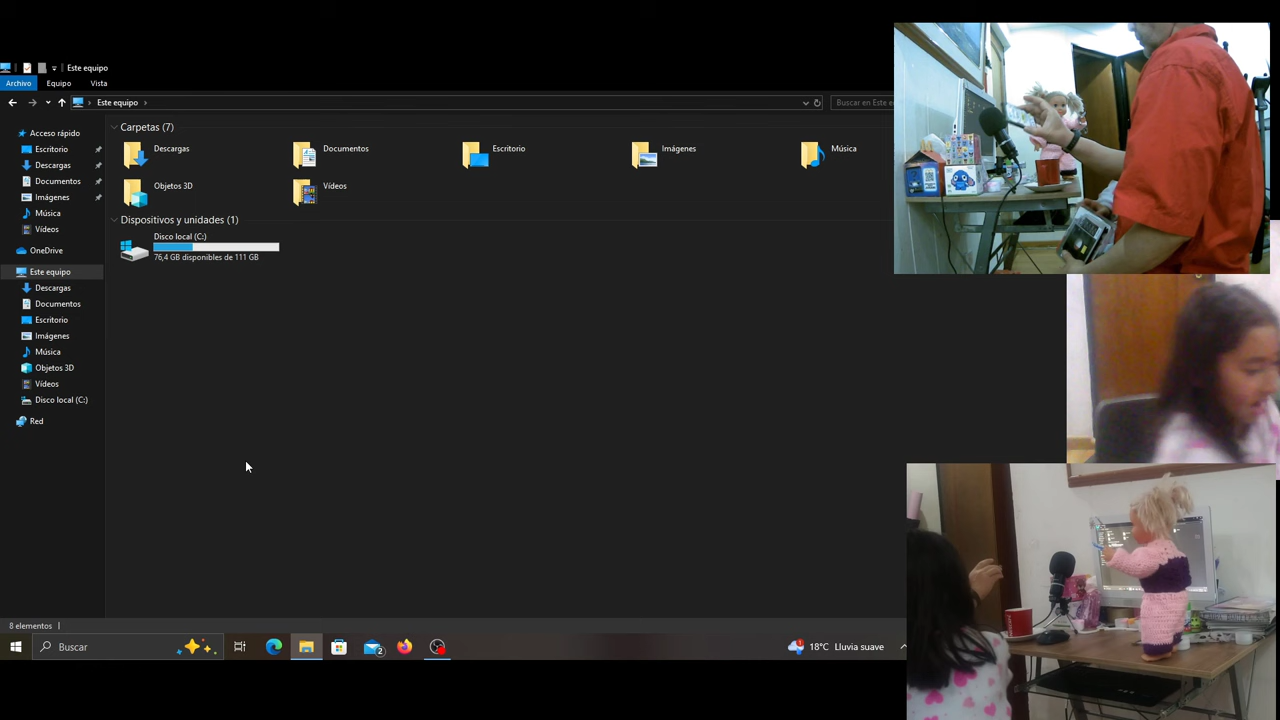 Este equipo
Archivo Equipo Vista
Este equipo
Buscar en Este e
Acceso rápido
Escritorio
Descargas
Documentos
Imágenes
Música
Vídeos
OneDrive
Este equipo
Descargas
Documentos
Escritorio
Imágenes
Música
Objetos 3D
Vídeos
Disco local (C:)
Red
Carpetas (7)
Descargas
Documentos
Escritorio
Imágenes
Música
Objetos 3D
Vídeos
Dispositivos y unidades (1)
Disco local (C:)
76,4 GB disponibles de 111 GB
8 elementos
Buscar
2
1
18°C Lluvia suave